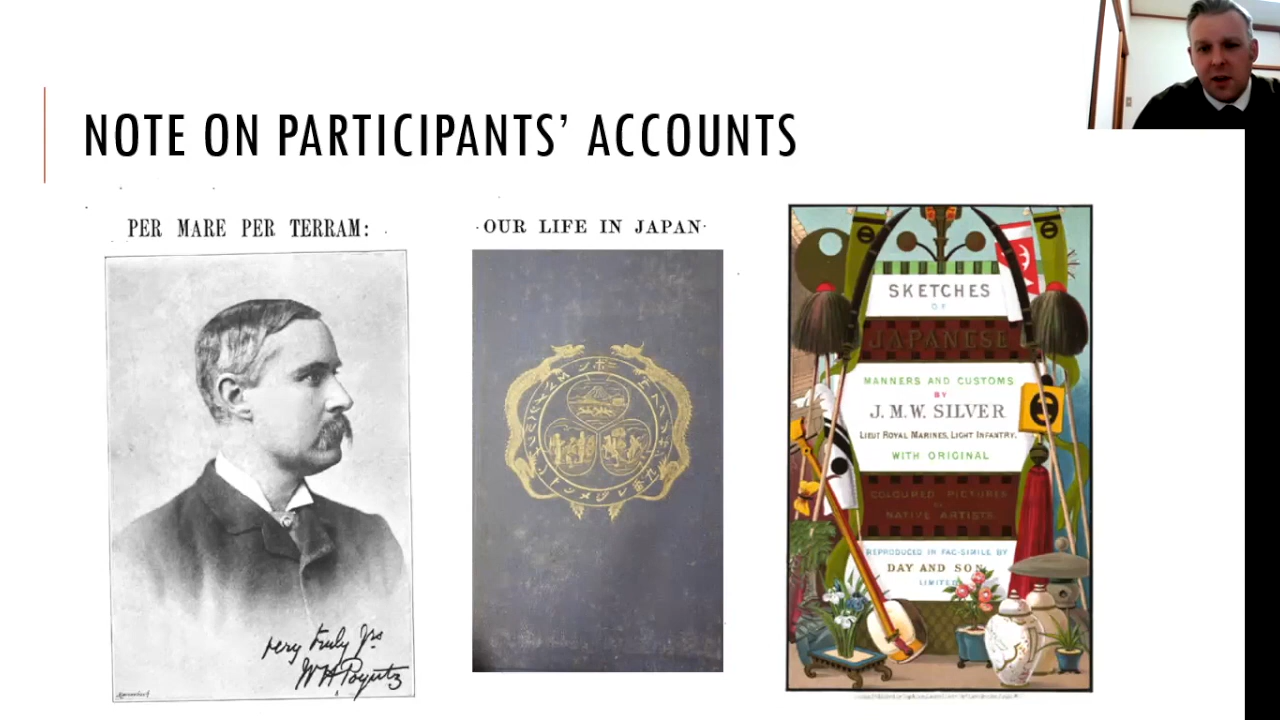 NOTE ON PARTICIPANTS’ ACCOUNTS
PER MARE PER TERRAM:
very truly Yrs
W H Poyntz
OUR LIFE IN JAPAN
SKETCHES
OF
JAPANESE
MANNERS AND CUSTOMS
BY
J. M. W. SILVER
LIEUT ROYAL MARINES, LIGHT INFANTRY.
WITH ORIGINAL
COLOURED PICTURES
NATIVE ARTISTS.
REPRODUCED IN FAC-SIMILE BY
DAY AND SON
LIMITED